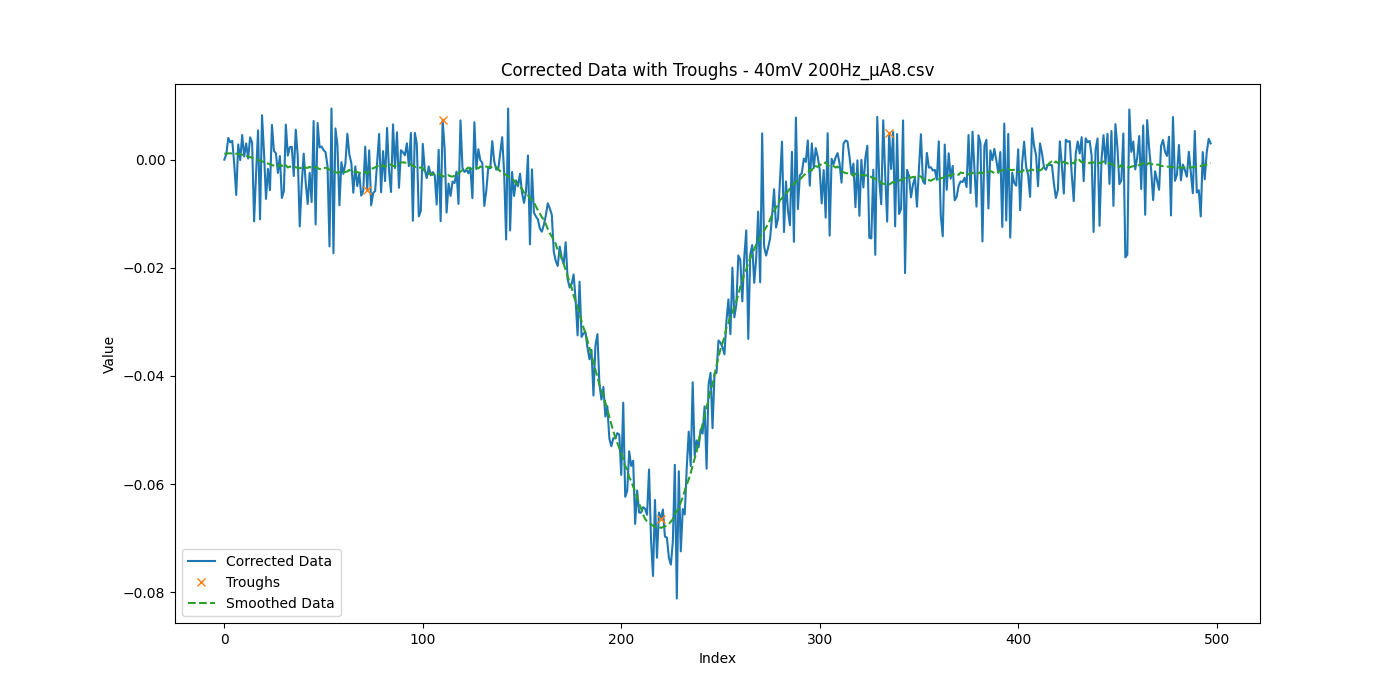 Corrected Data with Troughs - 40mV 200Hz_μA8.csv
0.00
−0.02
−0.04
−0.06
−0.08
Value
Corrected Data
Troughs
Smoothed Data
0
100
200
300
400
500
Index